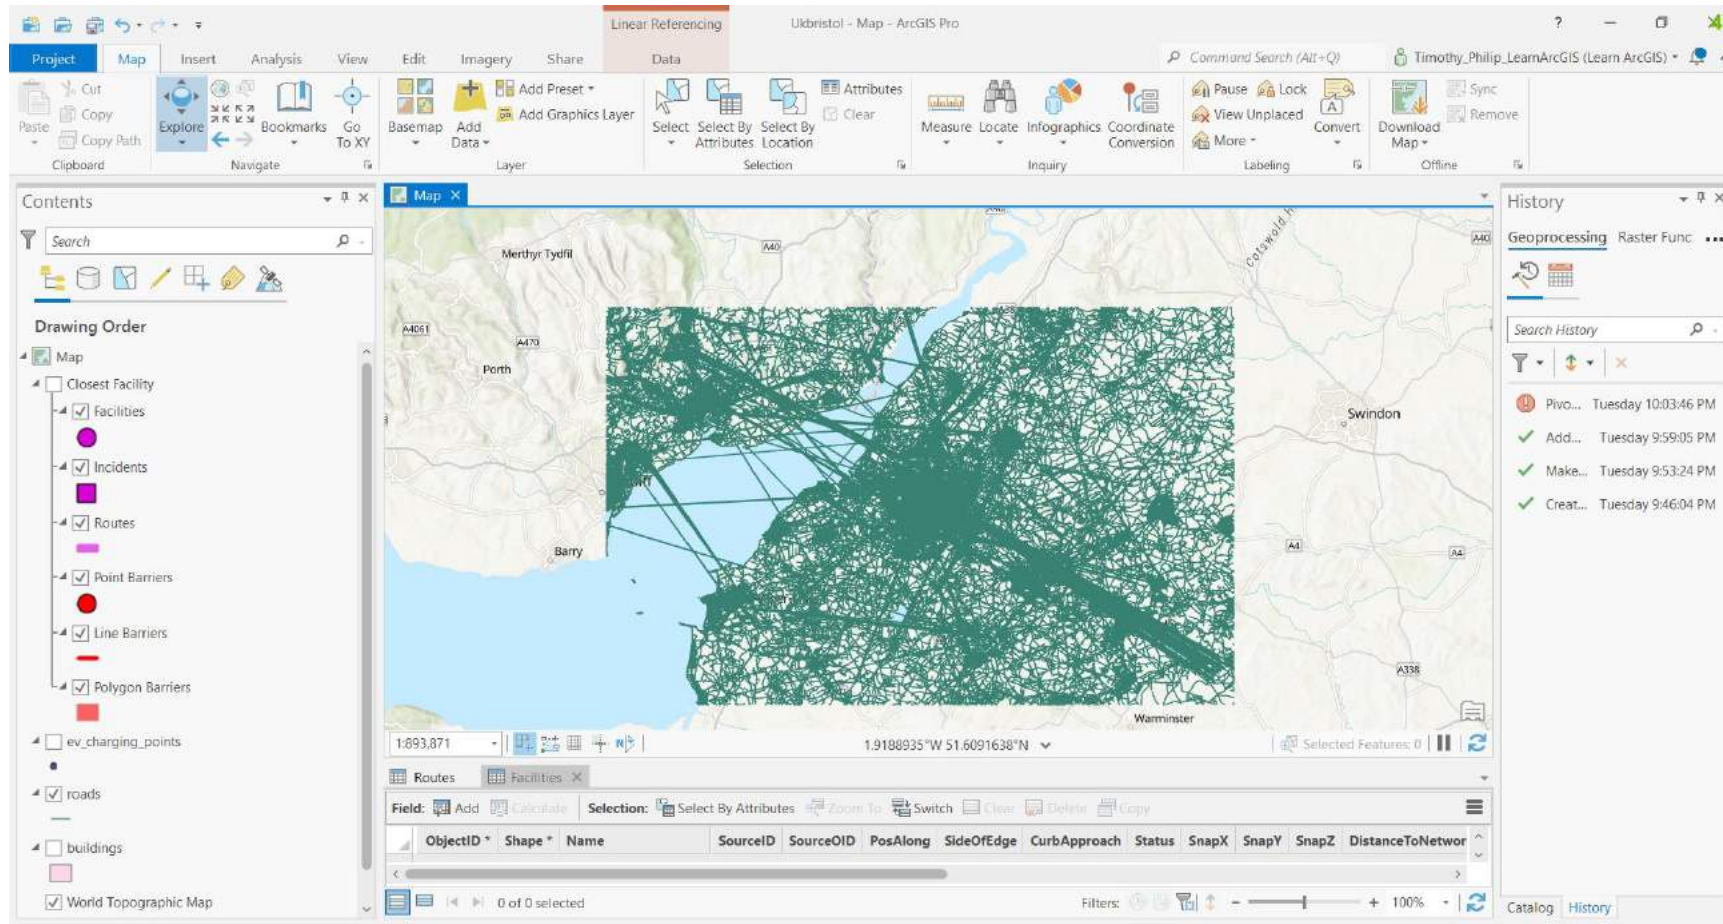 Linear Referencing
Ukbristol - Map - ArcGIS Pro
?
Project Map Insert Analysis View Edit Imagery Share Data
Command Search (Alt+Q)
Timothy_Philip_LearnArcGIS (Learn ArcGIS)
Paste
Cut
Copy
Copy Path
Clipboard
Explore
Bookmarks
Go
To XY
Navigate
Basemap
Add
Data
Add Preset
Add Graphics Layer
Layer
Select
Select By
Attributes
Select By
Location
Attributes
Clear
Selection
Measure
Locate
Infographics
Coordinate
Conversion
Inquiry
Pause
Lock
View Unplaced
More
Convert
Labeling
Download
Map
Sync
Remove
Offline
Contents
Search
Drawing Order
Map
Closest Facility
Facilities
Incidents
Routes
Point Barriers
Line Barriers
Polygon Barriers
ev_charging_points
roads
buildings
World Topographic Map
Map
Merthyr Tydfil
A40
Cotswold
A40
A4061
A470
Porth
Swindon
Barry
A4
A4
A338
Warminster
1:893,871
1.9188935°W 51.6091638°N
Selected Features: 0
Routes
Facilities
Field: Add Calculate Selection: Select By Attributes Zoom To Switch Clear Delete Copy
ObjectID * Shape * Name SourceID SourceOID PosAlong SideOfEdge CurbApproach Status SnapX SnapY SnapZ DistanceToNetwor
0 of 0 selected
Filters:
- + 100%
History
Geoprocessing Raster Func ...
Search History
Pivo... Tuesday 10:03:46 PM
Add... Tuesday 9:59:05 PM
Make... Tuesday 9:53:24 PM
Creat... Tuesday 9:46:04 PM
Catalog History